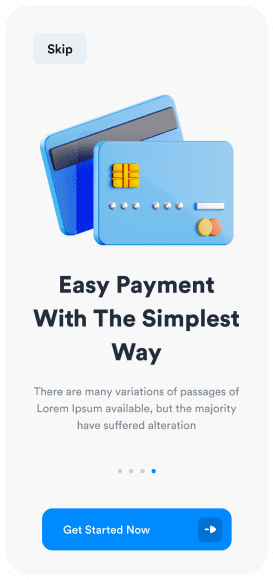 Skip
Easy Payment
With The Simplest
Way
There are many variations of passages of
Lorem Ipsum available, but the majority
have suffered alteration
Get Started Now